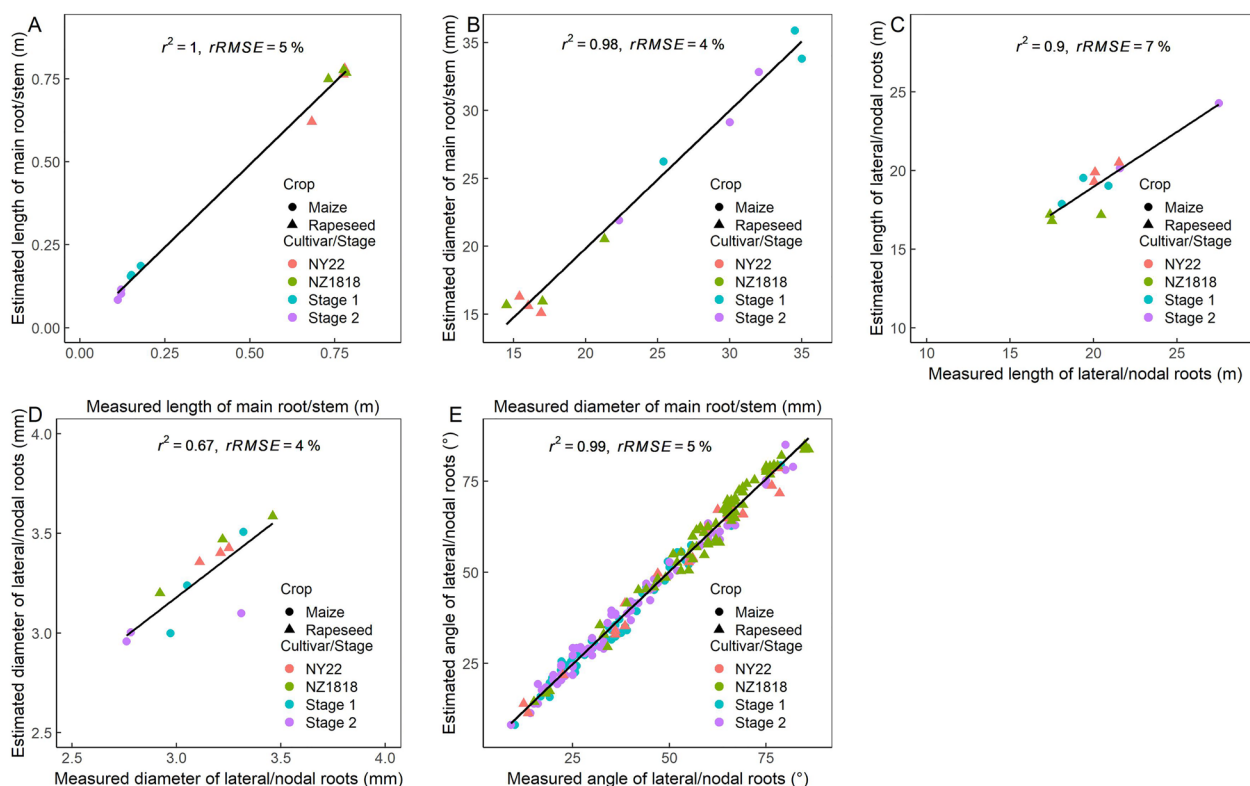 A
r² = 1, rRMSE = 5 %
Estimated length of main root/stem (m)
0.75
0.50
0.25
0.00
Crop
Maize
Rapeseed
Cultivar/Stage
NY22
NZ1818
Stage 1
Stage 2
0.00 0.25 0.50 0.75
Measured length of main root/stem (m)
B
r² = 0.98, rRMSE = 4 %
Estimated diameter of main root/stem (mm)
35
30
25
20
15
Crop
Maize
Rapeseed
Cultivar/Stage
NY22
NZ1818
Stage 1
Stage 2
15 20 25 30 35
Measured diameter of main root/stem (mm)
C
r² = 0.9, rRMSE = 7 %
Estimated length of lateral/nodal roots (m)
25
20
15
10
Crop
Maize
Rapeseed
Cultivar/Stage
NY22
NZ1818
Stage 1
Stage 2
10 15 20 25
Measured length of lateral/nodal roots (m)
D
r² = 0.67, rRMSE = 4 %
Estimated diameter of lateral/nodal roots (mm)
4.0
3.5
3.0
2.5
Crop
Maize
Rapeseed
Cultivar/Stage
NY22
NZ1818
Stage 1
Stage 2
2.5 3.0 3.5 4.0
Measured diameter of lateral/nodal roots (mm)
E
r² = 0.99, rRMSE = 5 %
Estimated angle of lateral/nodal roots (°)
75
50
25
Crop
Maize
Rapeseed
Cultivar/Stage
NY22
NZ1818
Stage 1
Stage 2
25 50 75
Measured angle of lateral/nodal roots (°)